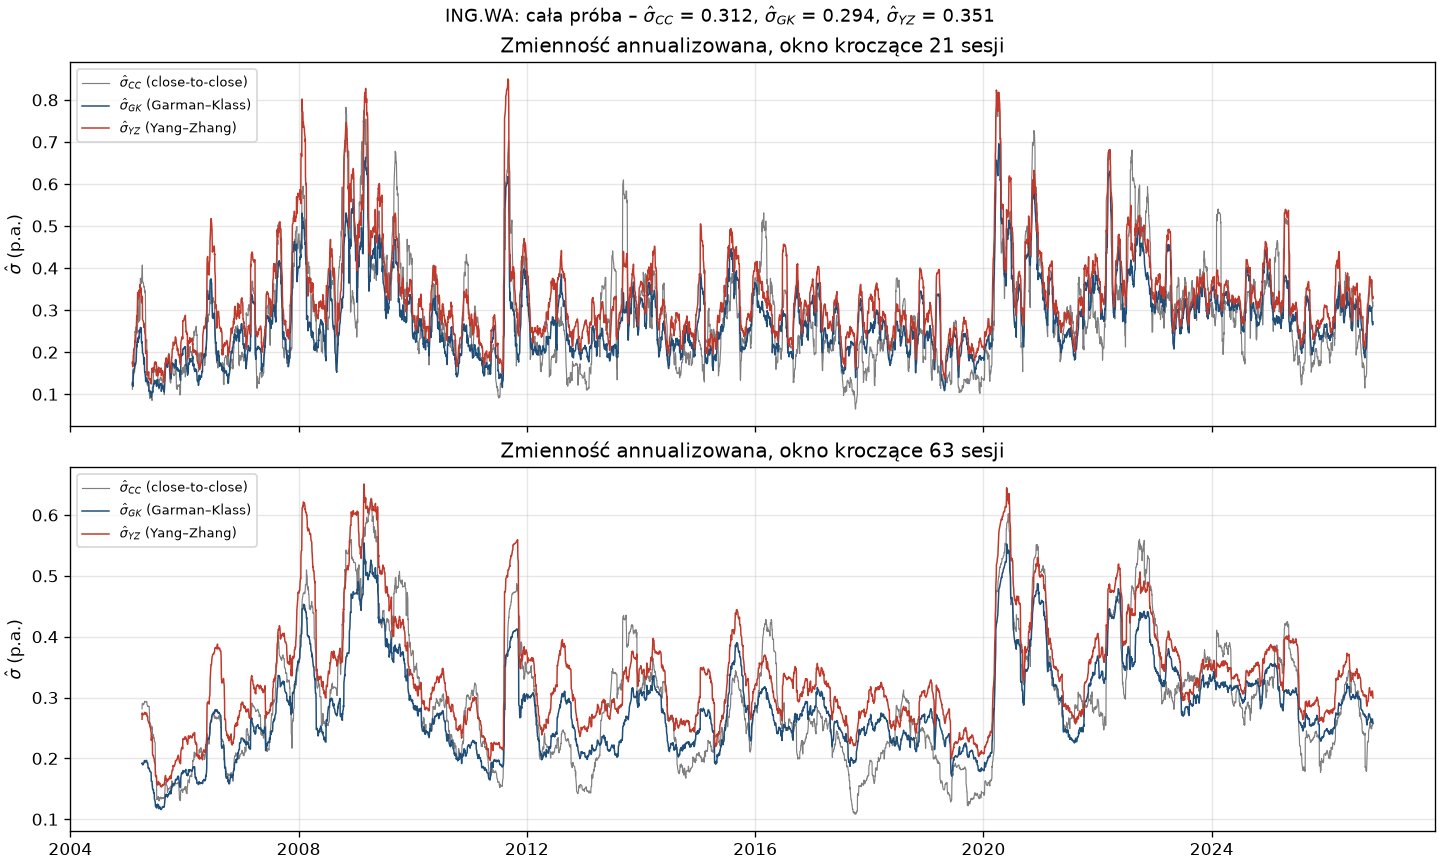 ING.WA: cała próba – σ̂CC = 0.312, σ̂GK = 0.294, σ̂YZ = 0.351
Zmienność annualizowana, okno kroczące 21 sesji
σ̂CC (close-to-close)
σ̂GK (Garman–Klass)
σ̂YZ (Yang–Zhang)
0.8
0.7
0.6
0.5
0.4
0.3
0.2
0.1
σ̂ (p.a.)
Zmienność annualizowana, okno kroczące 63 sesji
σ̂CC (close-to-close)
σ̂GK (Garman–Klass)
σ̂YZ (Yang–Zhang)
0.6
0.5
0.4
0.3
0.2
0.1
σ̂ (p.a.)
2004 2008 2012 2016 2020 2024